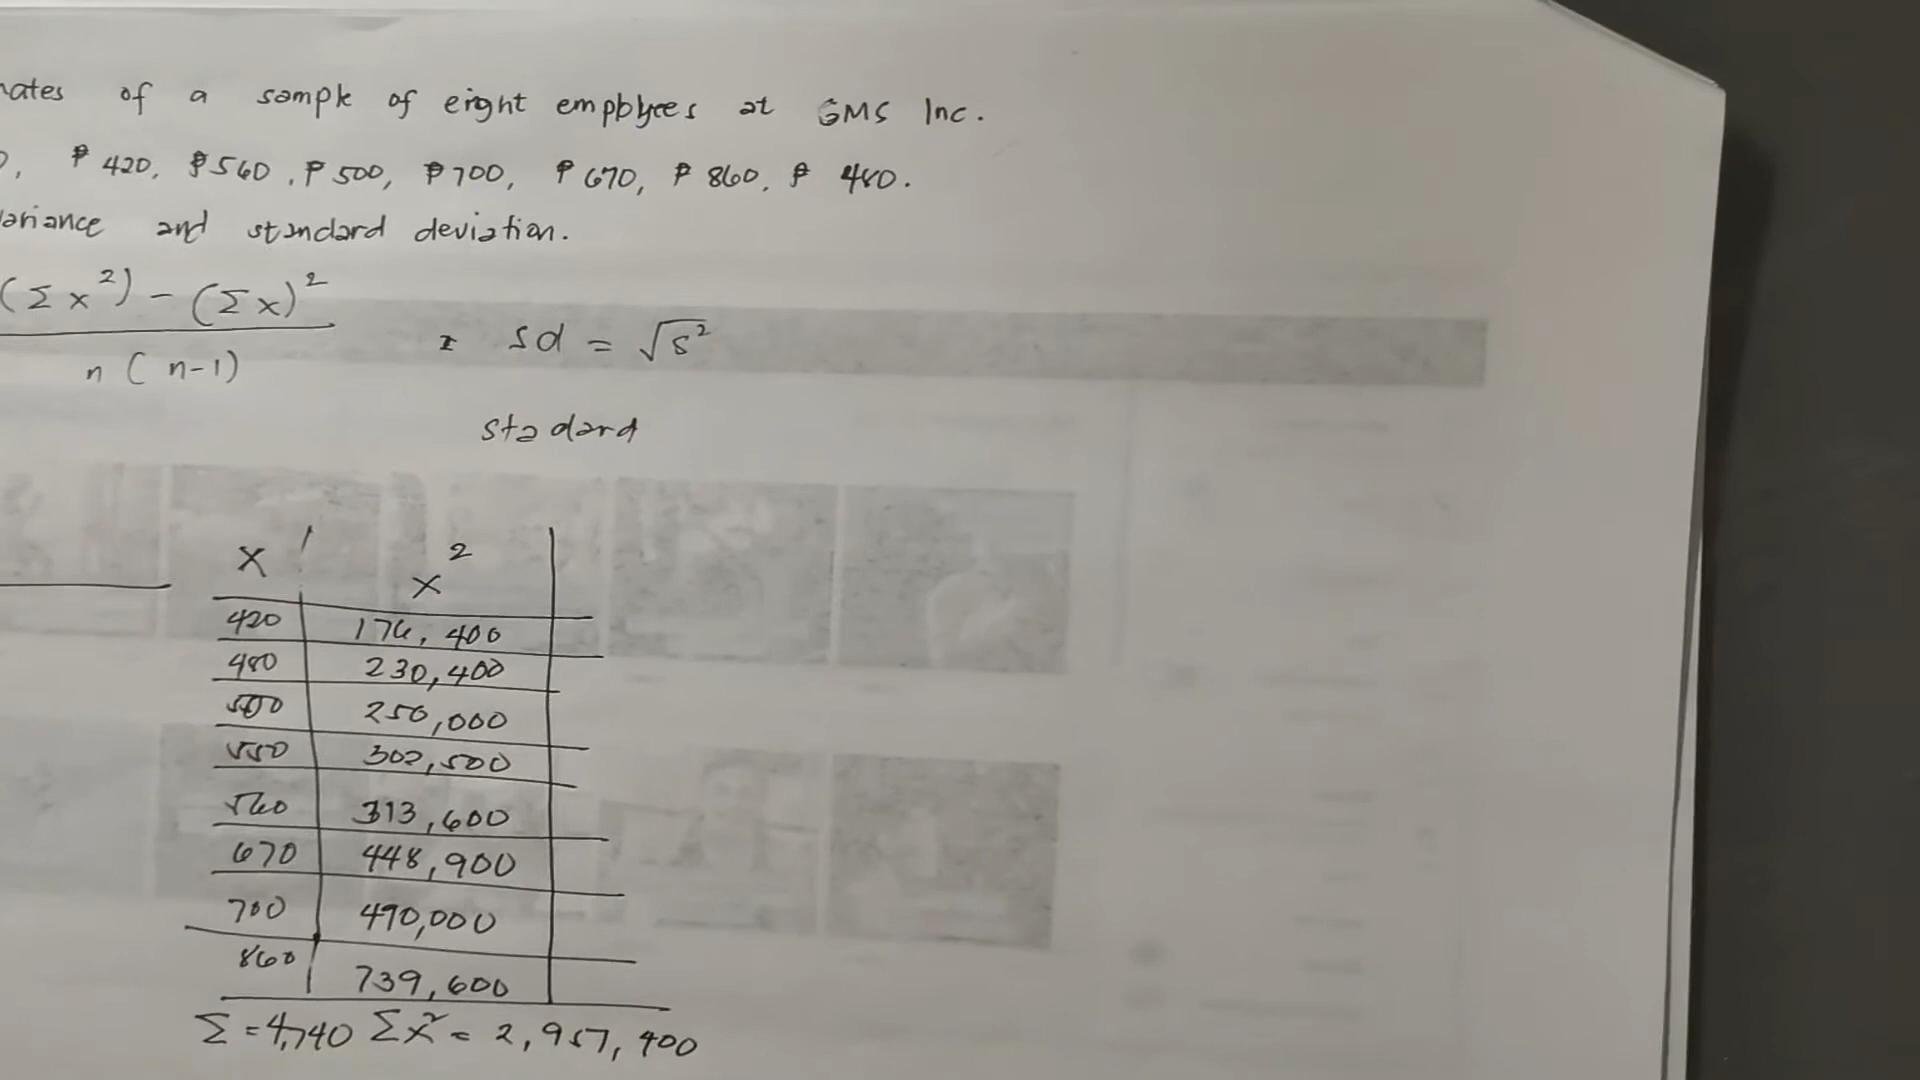 of a sample of eight employees at GMS Inc.
₱ 420, ₱560, ₱ 500, ₱700, ₱ 670, ₱ 860, ₱ 480.
and standard deviation.
(Σx²) - (Σx)²
n (n-1)
sd = √s²
stadard
x x²
420 176,400
480 230,400
500 250,000
550 302,500
560 313,600
670 448,900
700 490,000
860 739,600
Σ = 4,740 Σx² = 2,957,400